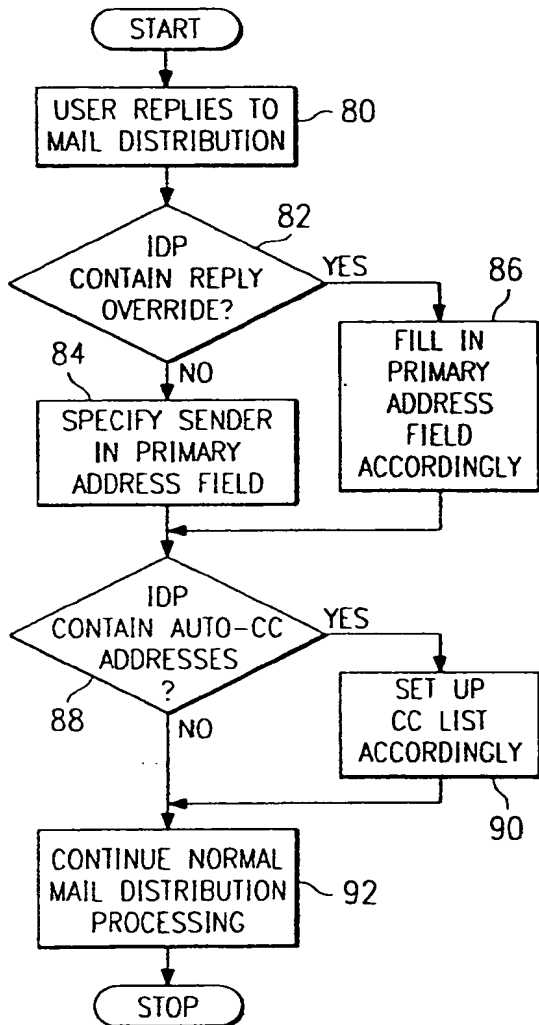 START
USER REPLIES TO
MAIL DISTRIBUTION
80
82
IDP
CONTAIN REPLY
OVERRIDE?
YES
86
FILL IN
PRIMARY
ADDRESS
FIELD
ACCORDINGLY
84
NO
SPECIFY SENDER
IN PRIMARY
ADDRESS FIELD
IDP
CONTAIN AUTO-CC
ADDRESSES
?
YES
88
NO
SET UP
CC LIST
ACCORDINGLY
90
CONTINUE NORMAL
MAIL DISTRIBUTION
PROCESSING
92
STOP